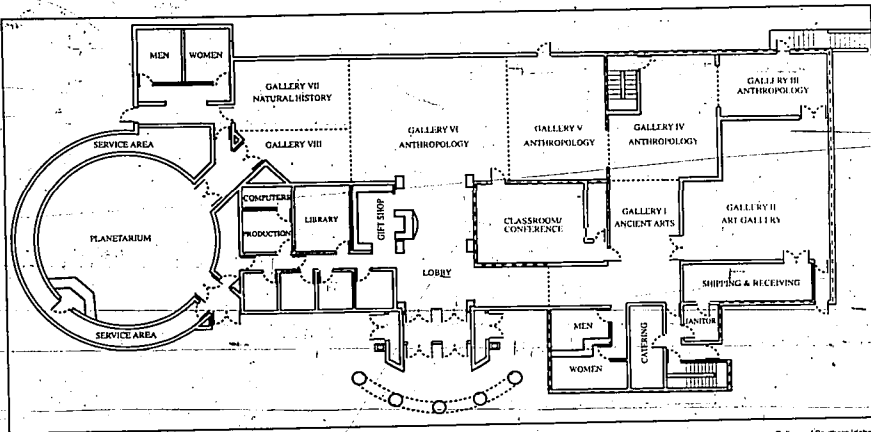 MEN
WOMEN
GALLERY VII
NATURAL HISTORY
GALLERY III
ANTHROPOLOGY
SERVICE AREA
GALLERY VIII
GALLERY VI
ANTHROPOLOGY
GALLERY V
ANTHROPOLOGY
GALLERY IV
ANTHROPOLOGY
COMPUTERS
LIBRARY
GIFT SHOP
CLASSROOM/
CONFERENCE
GALLERY I
ANCIENT ARTS
GALLERY II
ART GALLERY
PLANETARIUM
PRODUCTION
LOBBY
SHIPPING & RECEIVING
SERVICE AREA
MEN
CATERING
JANITOR
WOMEN